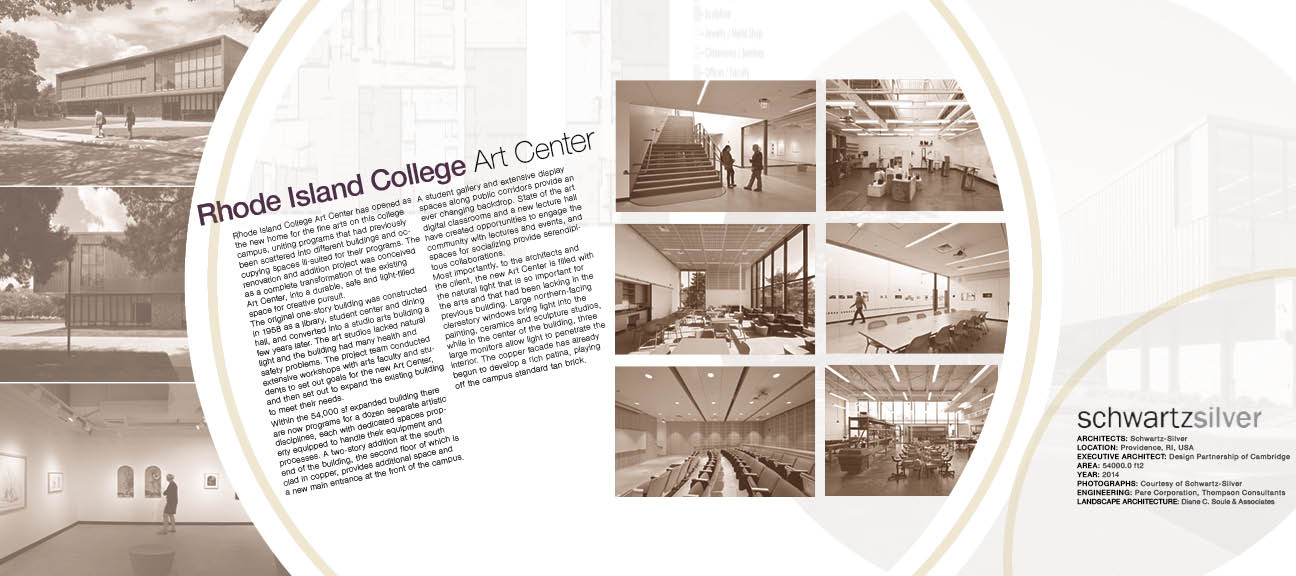 Sculpture
Jewelry / Metal Shop
Classrooms / Seminar
Offices / Faculty
Rhode Island College Art Center
Rhode Island College Art Center has opened as
the new home for the fine arts on this college
campus, uniting programs that had previously
been scattered into different buildings and oc-
cupying spaces ill-suited for their programs. The
renovation and addition project was conceived
as a complete transformation of the existing
Art Center, into a durable, safe and light-filled
space for creative pursuit.
The original one-story building was constructed
in 1958 as a library, student center and dining
hall, and converted into a studio arts building a
few years later. The art studios lacked natural
light and the building had many health and
safety problems. The project team conducted
extensive workshops with arts faculty and stu-
dents to set out goals for the new Art Center,
and then set out to expand the existing building
to meet their needs.
Within the 54,000 sf expanded building there
are now programs for a dozen separate artistic
disciplines, each with dedicated spaces prop-
erly equipped to handle their equipment and
processes. A two-story addition at the south
end of the building, the second floor of which is
clad in copper, provides additional space and
a new main entrance at the front of the campus.
A student gallery and extensive display
spaces along public corridors provide an
ever changing backdrop. State of the art
digital classrooms and a new lecture hall
have created opportunities to engage the
community with lectures and events, and
spaces for socializing provide serendipi-
tous collaborations.
Most importantly, to the architects and
the client, the new Art Center is filled with
the natural light that is so important for
the arts and that had been lacking in the
previous building. Large northern-facing
clerestory windows bring light into the
painting, ceramics and sculpture studios,
while in the center of the building, three
large monitors allow light to penetrate the
interior. The copper facade has already
begun to develop a rich patina, playing
off the campus standard tan brick.
schwartzsilver
ARCHITECTS: Schwartz-Silver
LOCATION: Providence, RI, USA
EXECUTIVE ARCHITECT: Design Partnership of Cambridge
AREA: 54000.0 ft2
YEAR: 2014
PHOTOGRAPHS: Courtesy of Schwartz-Silver
ENGINEERING: Pare Corporation, Thompson Consultants
LANDSCAPE ARCHITECTURE: Diane C. Soule & Associates